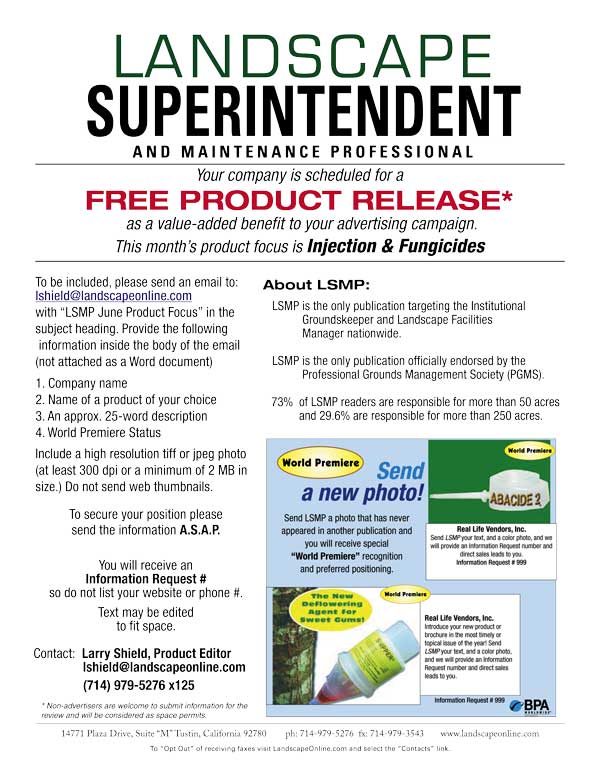 LANDSCAPE
SUPERINTENDENT
AND MAINTENANCE PROFESSIONAL
Your company is scheduled for a
FREE PRODUCT RELEASE*
as a value-added benefit to your advertising campaign.
This month's product focus is Injection & Fungicides
To be included, please send an email to:
lshield@landscapeonline.com
with “LSMP June Product Focus” in the
subject heading. Provide the following
information inside the body of the email
(not attached as a Word document)
1. Company name
2. Name of a product of your choice
3. An approx. 25-word description
4. World Premiere Status
Include a high resolution tiff or jpeg photo
(at least 300 dpi or a minimum of 2 MB in
size.) Do not send web thumbnails.
To secure your position please
send the information A.S.A.P.
You will receive an
Information Request #
so do not list your website or phone #.
Text may be edited
to fit space.
Contact: Larry Shield, Product Editor
lshield@landscapeonline.com
(714) 979-5276 x125
* Non-advertisers are welcome to submit information for the
review and will be considered as space permits.
About LSMP:
LSMP is the only publication targeting the Institutional
Groundskeeper and Landscape Facilities
Manager nationwide.
LSMP is the only publication officially endorsed by the
Professional Grounds Management Society (PGMS).
73% of LSMP readers are responsible for more than 50 acres
and 29.6% are responsible for more than 250 acres.
World Premiere
Send
a new photo!
Send LSMP a photo that has never
appeared in another publication and
you will receive special
“World Premiere” recognition
and preferred positioning.
World Premiere
ABACIDE 2
Real Life Vendors, Inc.
Send LSMP your text, and a color photo, and we
will provide an Information Request number and
direct sales leads to you.
Information Request # 999
The New
Deflowering
Agent for
Sweet Gums!
World Premiere
Real Life Vendors, Inc.
Introduce your new product or
brochure in the most timely or
topical issue of the year! Send
LSMP your text, and a color photo,
and we will provide an Information
Request number and direct sales
leads to you.
Information Request # 999
BPA
WORLDWIDE
14771 Plaza Drive, Suite “M” Tustin, California 92780 ph: 714-979-5276 fx: 714-979-3543 www.landscapeonline.com
To “Opt Out” of receiving faxes visit LandscapeOnline.com and select the “Contacts” link.